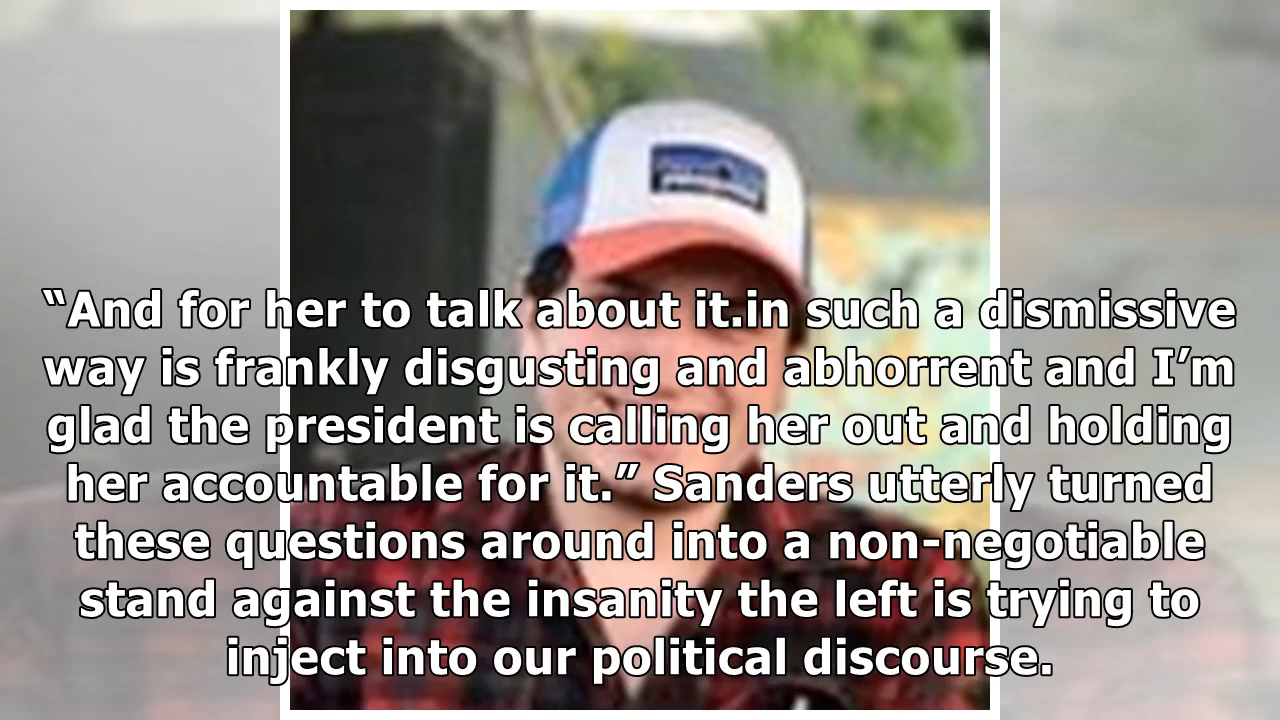 “And for her to talk about it.in such a dismissive
way is frankly disgusting and abhorrent and I’m
glad the president is calling her out and holding
her accountable for it.” Sanders utterly turned
these questions around into a non-negotiable
stand against the insanity the left is trying to
inject into our political discourse.